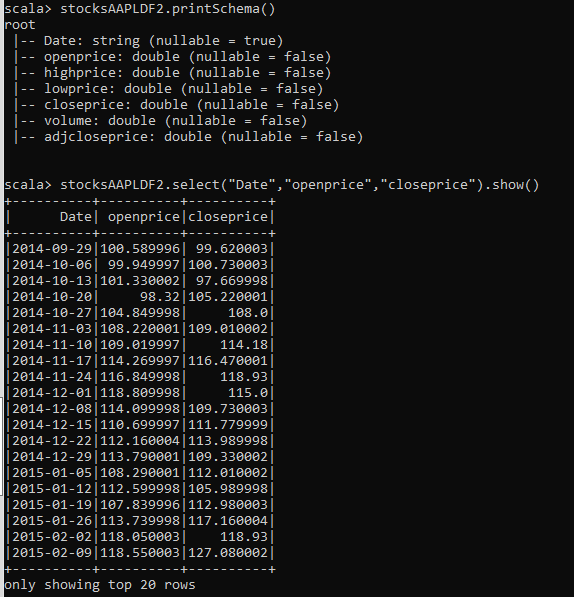 scala> stocksAAPLDF2.printSchema()
root
 |-- Date: string (nullable = true)
 |-- openprice: double (nullable = false)
 |-- highprice: double (nullable = false)
 |-- lowprice: double (nullable = false)
 |-- closeprice: double (nullable = false)
 |-- volume: double (nullable = false)
 |-- adjcloseprice: double (nullable = false)
scala> stocksAAPLDF2.select("Date","openprice","closeprice").show()
+----------+----------+----------+
|      Date| openprice|closeprice|
+----------+----------+----------+
|2014-09-29|100.589996| 99.620003|
|2014-10-06| 99.949997|100.730003|
|2014-10-13|101.330002| 97.669998|
|2014-10-20|     98.32|105.220001|
|2014-10-27|104.849998|     108.0|
|2014-11-03|108.220001|109.010002|
|2014-11-10|109.019997|    114.18|
|2014-11-17|114.269997|116.470001|
|2014-11-24|116.849998|    118.93|
|2014-12-01|118.809998|     115.0|
|2014-12-08|114.099998|109.730003|
|2014-12-15|110.699997|111.779999|
|2014-12-22|112.160004|113.989998|
|2014-12-29|113.790001|109.330002|
|2015-01-05|108.290001|112.010002|
|2015-01-12|112.599998|105.989998|
|2015-01-19|107.839996|112.980003|
|2015-01-26|113.739998|117.160004|
|2015-02-02|118.050003|    118.93|
|2015-02-09|118.550003|127.080002|
+----------+----------+----------+
only showing top 20 rows